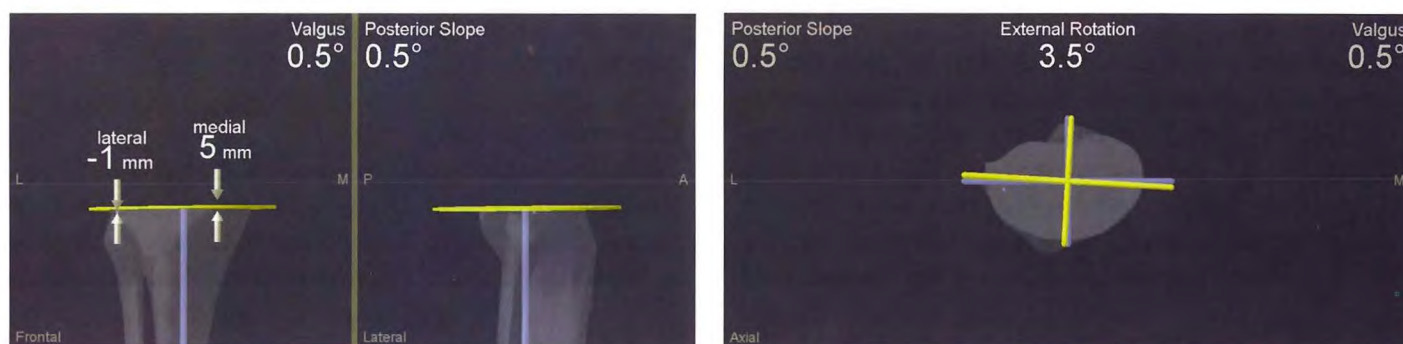 Valgus
0.5°
lateral
-1 mm
medial
5 mm
L
M
Frontal
Posterior Slope
0.5°
P
A
Lateral
Posterior Slope
0.5°
External Rotation
3.5°
Valgus
0.5°
L
M
Axial